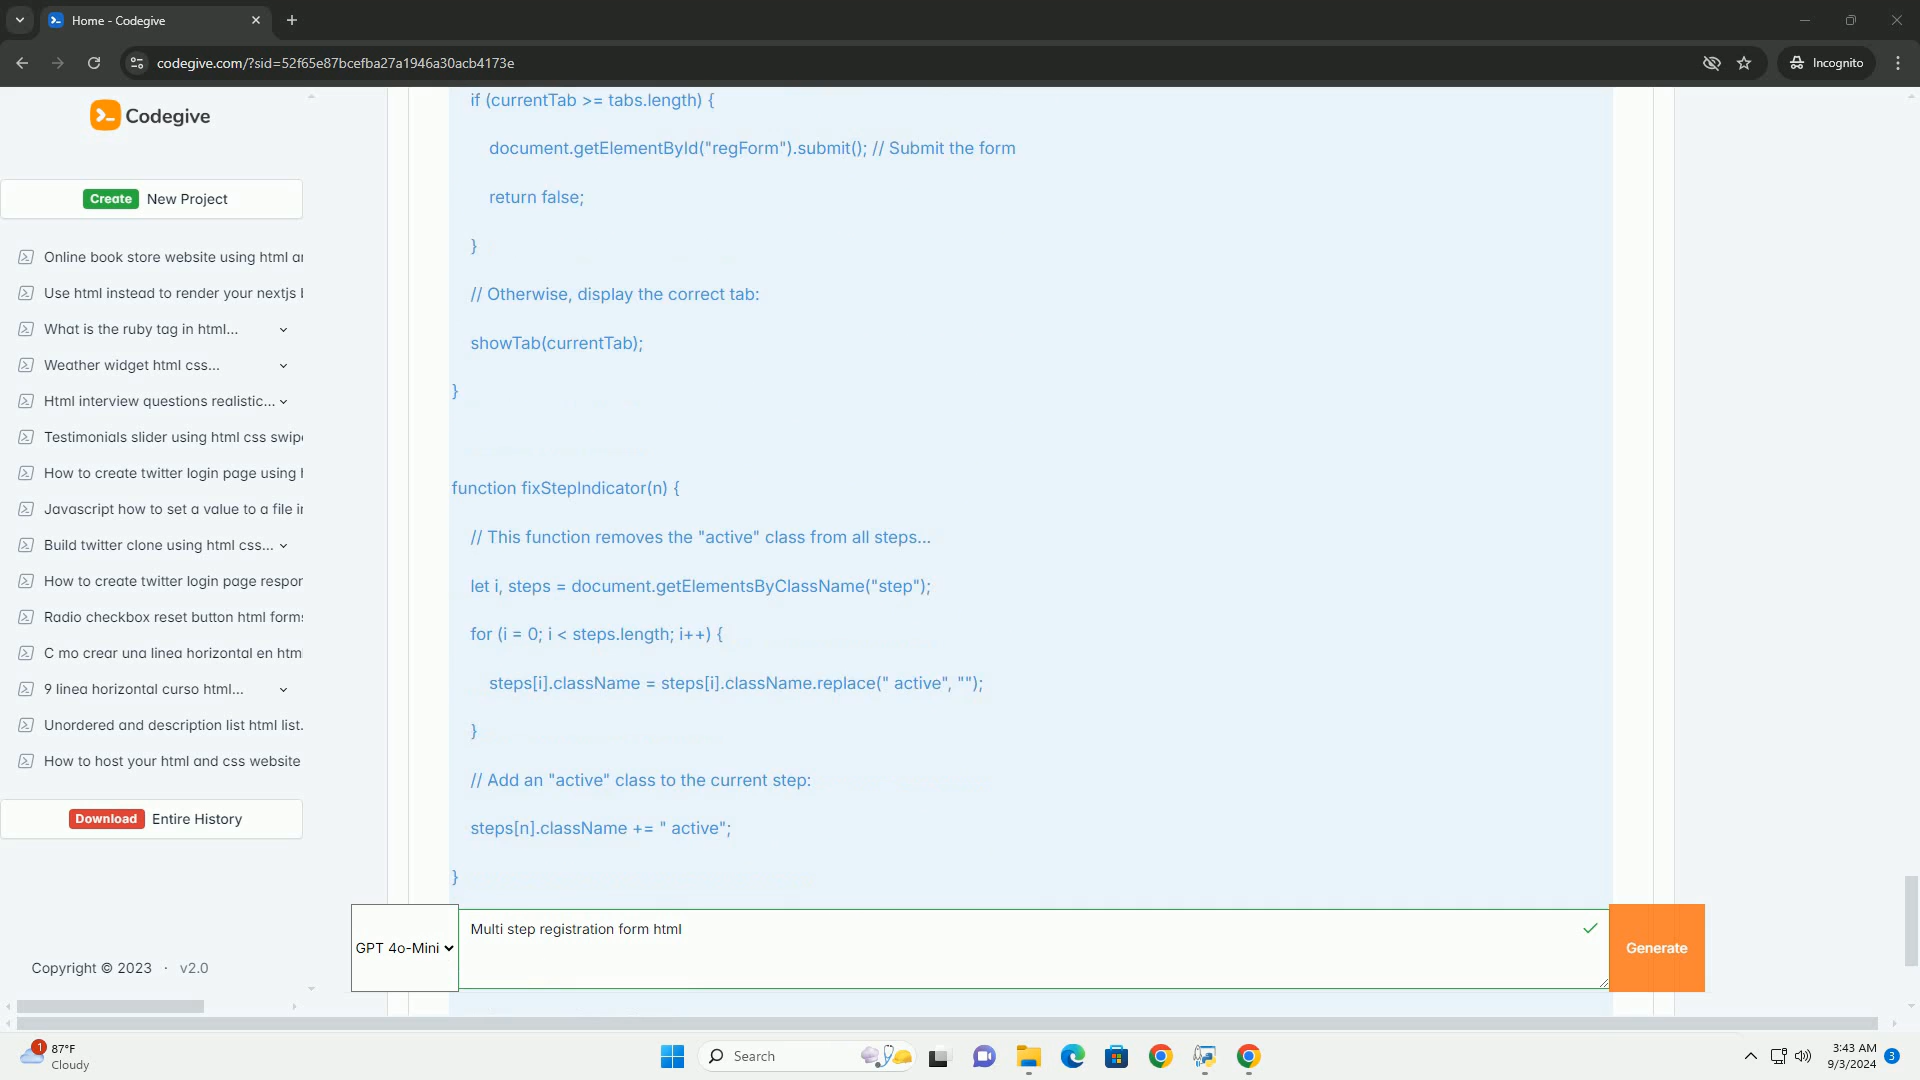 Home - Codegive
codegive.com/?sid=52f65e87bcefba27a1946a30acb4173e
Incognito
Codegive
Create New Project
Online book store website using html
Use html instead to render your nextjs
What is the ruby tag in html...
Weather widget html css...
Html interview questions realistic...
Testimonials slider using html css
How to create twitter login page using
Javascript how to set a value to a file
Build twitter clone using html css...
How to create twitter login page
Radio checkbox reset button html
C mo crear una linea horizontal en
9 linea horizontal curso html...
Unordered and description list html list.
How to host your html and css website
Download Entire History
Copyright © 2023 · v2.0
if (currentTab >= tabs.length) {
document.getElementById("regForm").submit(); // Submit the form
return false;
}
// Otherwise, display the correct tab:
showTab(currentTab);
}
function fixStepIndicator(n) {
// This function removes the "active" class from all steps...
let i, steps = document.getElementsByClassName("step");
for (i = 0; i < steps.length; i++) {
steps[i].className = steps[i].className.replace(" active", "");
}
// Add an "active" class to the current step:
steps[n].className += " active";
}
GPT 4o-Mini
Multi step registration form html
Generate
1
87°F
Cloudy
Search
3:43 AM
9/3/2024
3